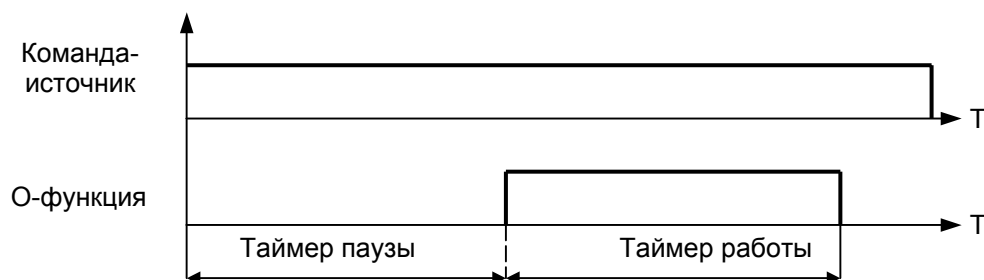 Команда-
источник
T
О-функция
T
Таймер паузы
Таймер работы